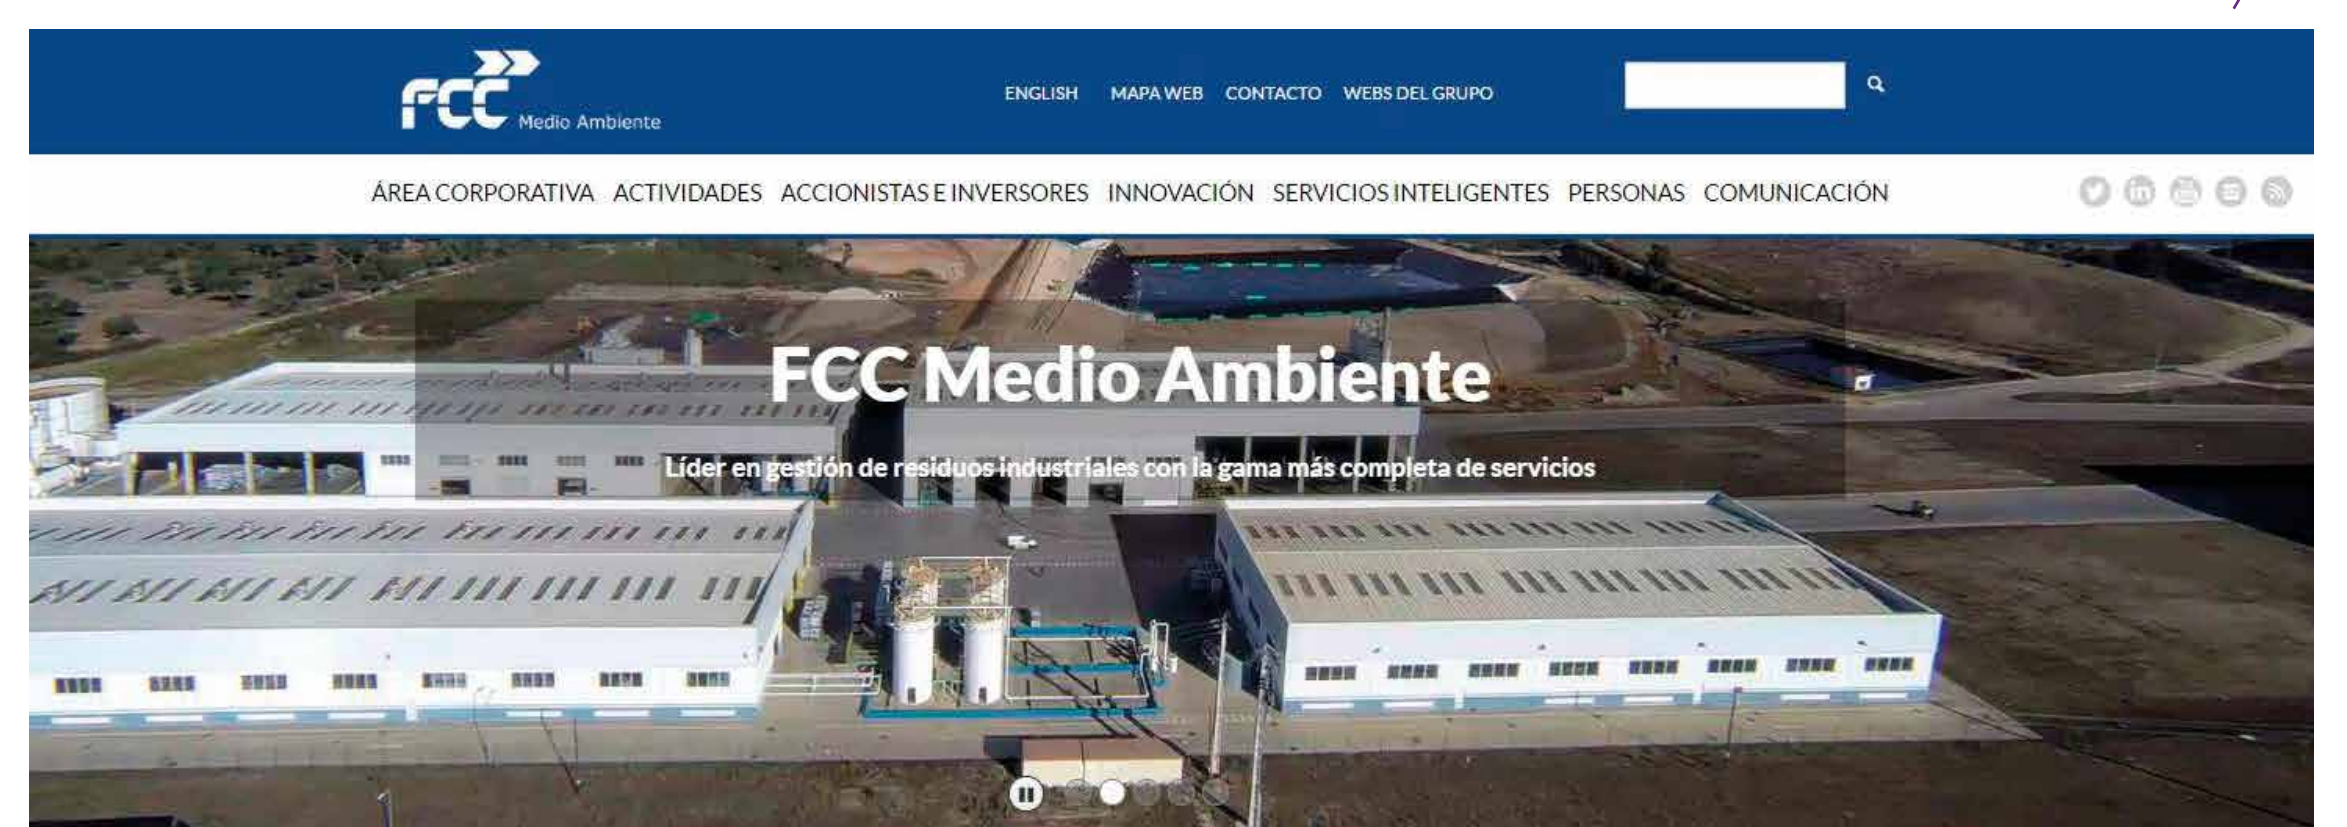 FCC
Medio Ambiente
ENGLISH MAPA WEB CONTACTO WEBS DEL GRUPO
ÁREA CORPORATIVA ACTIVIDADES ACCIONISTAS E INVERSORES INNOVACIÓN SERVICIOS INTELIGENTES PERSONAS COMUNICACIÓN
in
FCC Medio Ambiente
Líder en gestión de residuos industriales con la gama más completa de servicios